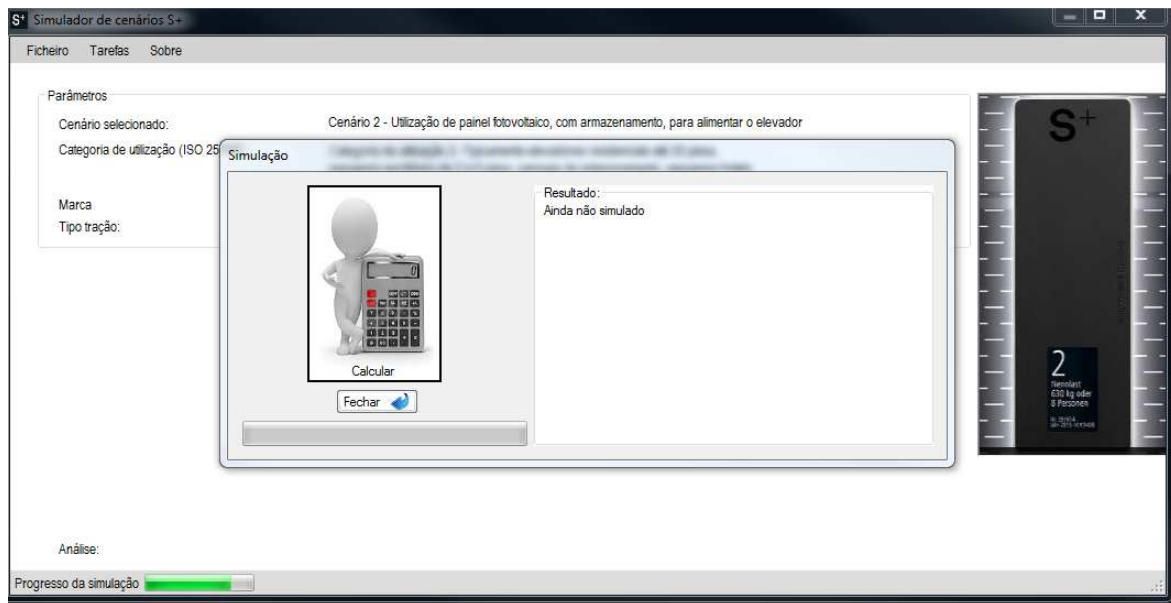 S+ Simulador de cenários S+
Ficheiro Tarefas Sobre
Parâmetros
Cenário selecionado: Cenário 2 - Utilização de painel fotovoltaico, com armazenamento, para alimentar o elevador
Categoria de utilização (ISO 25
Marca
Tipo tração:
Simulação
0
Calcular
Fechar
Resultado:
Ainda não simulado
S+
2
Nennlast
630 kg oder
8 Personen
Análise:
Progresso da simulação